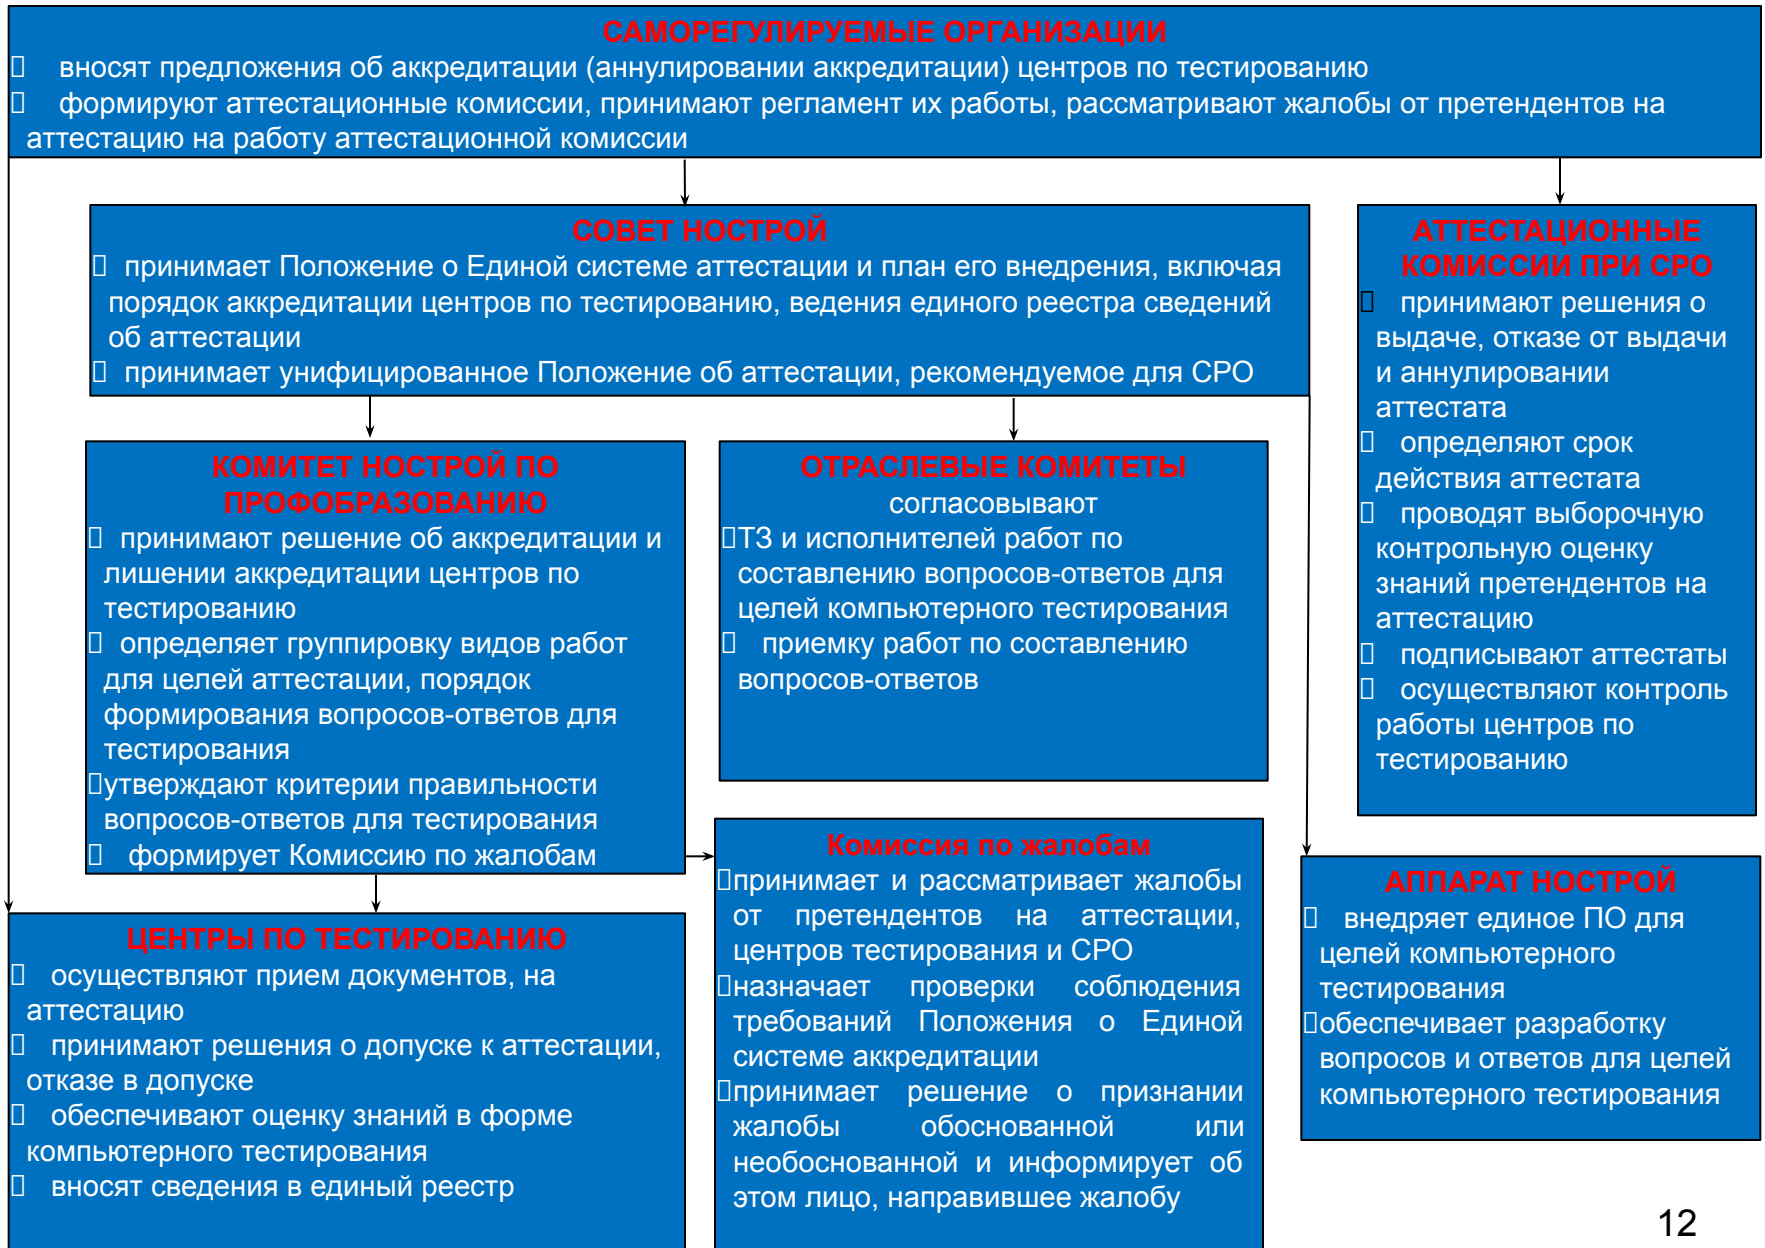 САМОРЕГУЛИРУЕМЫЕ ОРГАНИЗАЦИИ
вносят предложения об аккредитации (аннулировании аккредитации) центров по тестированию
формируют аттестационные комиссии, принимают регламент их работы, рассматривают жалобы от претендентов на
аттестацию на работу аттестационной комиссии
СОВЕТ НОСТРОЙ
принимает Положение о Единой системе аттестации и план его внедрения, включая
порядок аккредитации центров по тестированию, ведения единого реестра сведений
об аттестации
принимает унифицированное Положение об аттестации, рекомендуемое для СРО
АТТЕСТАЦИОННЫЕ
КОМИССИИ ПРИ СРО
принимают решения о
выдаче, отказе от выдачи
и аннулировании
аттестата
определяют срок
действия аттестата
проводят выборочную
контрольную оценку
знаний претендентов на
аттестацию
подписывают аттестаты
осуществляют контроль
работы центров по
тестированию
КОМИТЕТ НОСТРОЙ ПО
ПРОФОБРАЗОВАНИЮ
принимают решение об аккредитации и
лишении аккредитации центров по
тестированию
определяет группировку видов работ
для целей аттестации, порядок
формирования вопросов-ответов для
тестирования
утверждают критерии правильности
вопросов-ответов для тестирования
формирует Комиссию по жалобам
ОТРАСЛЕВЫЕ КОМИТЕТЫ
согласовывают
ТЗ и исполнителей работ по
составлению вопросов-ответов для
целей компьютерного тестирования
приемку работ по составлению
вопросов-ответов
ЦЕНТРЫ ПО ТЕСТИРОВАНИЮ
осуществляют прием документов, на
аттестацию
принимают решения о допуске к аттестации,
отказе в допуске
обеспечивают оценку знаний в форме
компьютерного тестирования
вносят сведения в единый реестр
Комиссия по жалобам
принимает и рассматривает жалобы
от претендентов на аттестации,
центров тестирования и СРО
назначает проверки соблюдения
требований Положения о Единой
системе аккредитации
принимает решение о признании
жалобы обоснованной или
необоснованной и информирует об
этом лицо, направившее жалобу
АППАРАТ НОСТРОЙ
внедряет единое ПО для
целей компьютерного
тестирования
обеспечивает разработку
вопросов и ответов для целей
компьютерного тестирования
12